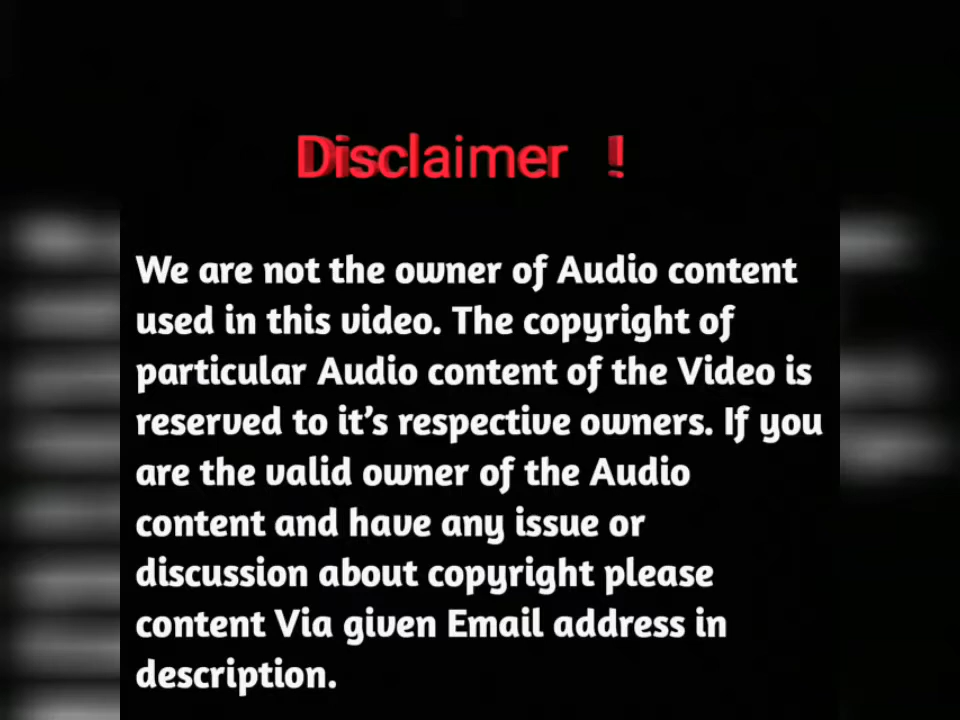 Disclaimer !
We are not the owner of Audio content
used in this video. The copyright of
particular Audio content of the Video is
reserved to it’s respective owners. If you
are the valid owner of the Audio
content and have any issue or
discussion about copyright please
content Via given Email address in
description.